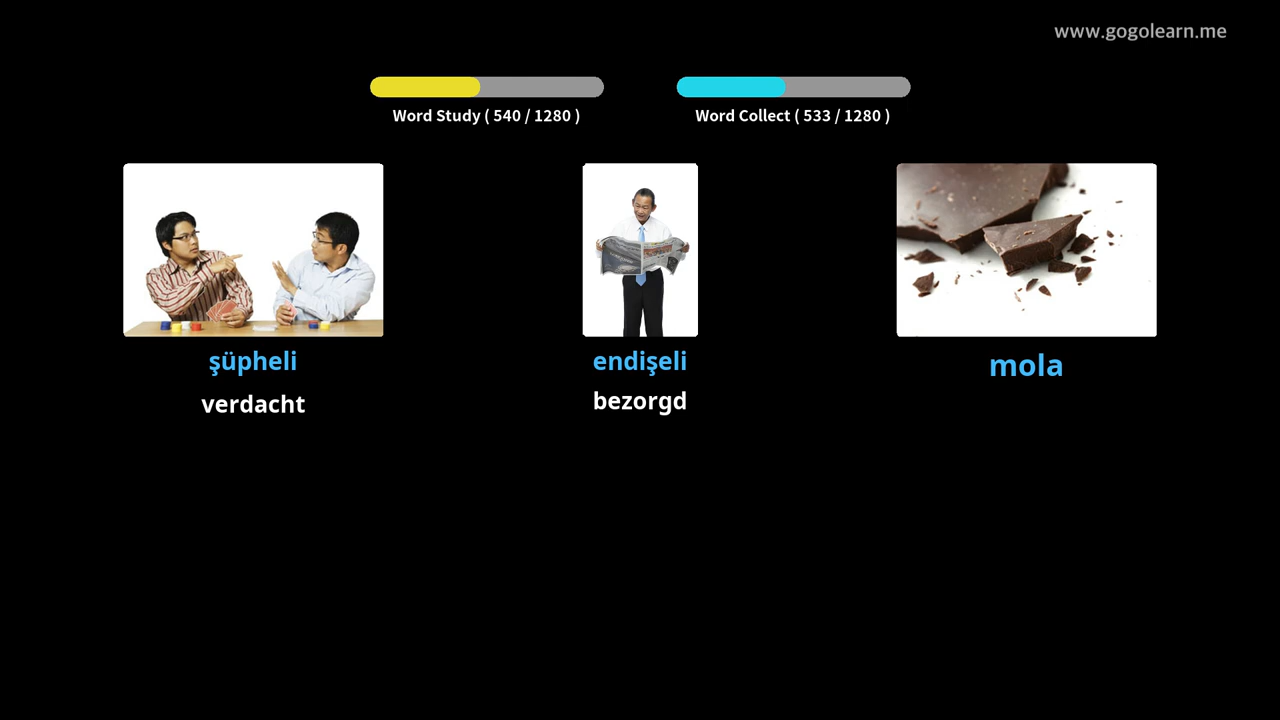 www.gogolearn.me
Word Study ( 540 / 1280 )
Word Collect ( 533 / 1280 )
şüpheli
verdacht
endişeli
bezorgd
mola